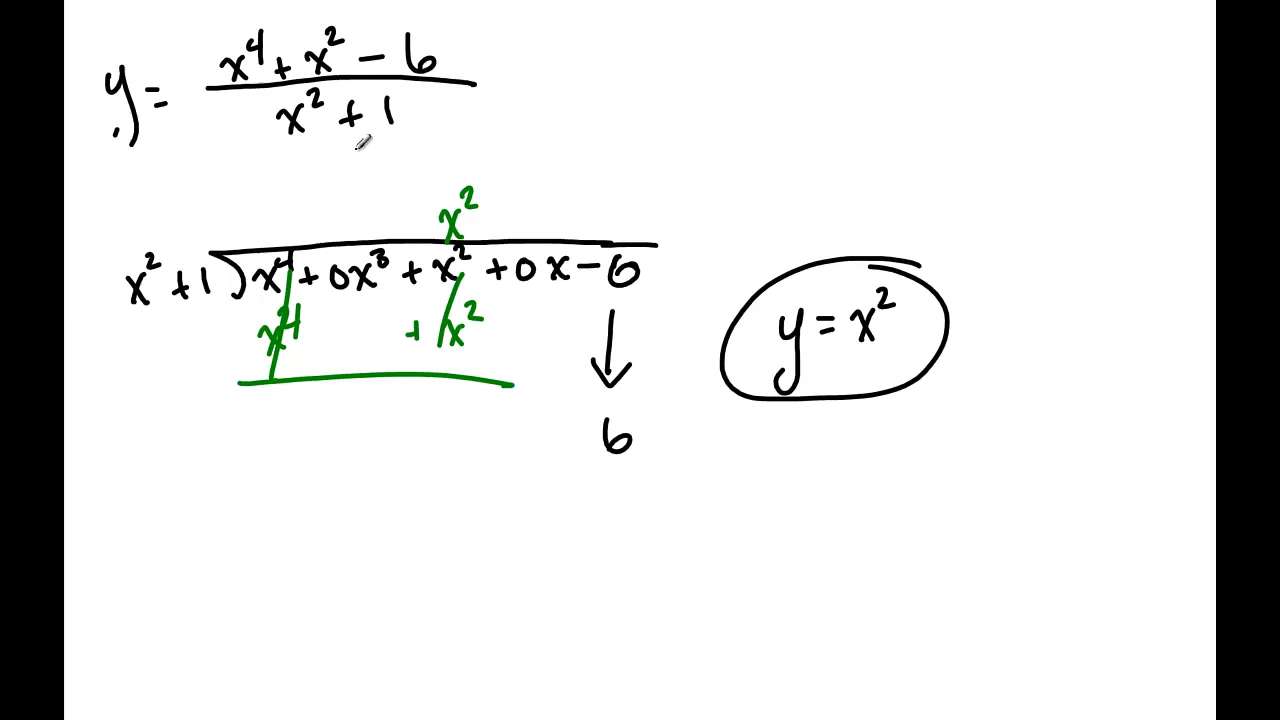 y = x⁴ + x² − 6
x² + 1
x²
x² + 1 ) x⁴ + 0x³ + x² + 0x − 6
x⁴ + x²
y = x²
6